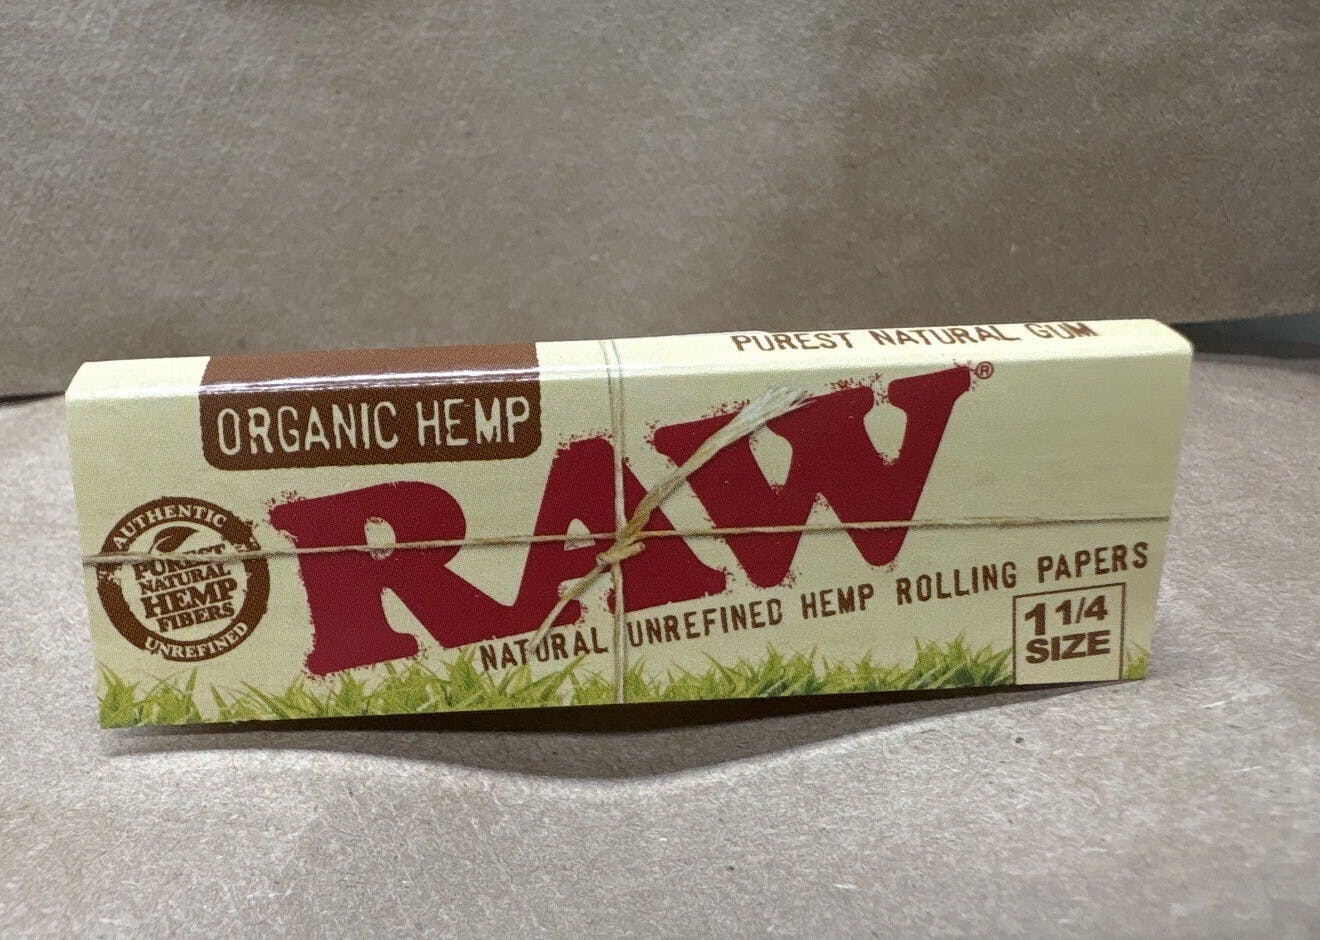 PUREST NATURAL GUM
ORGANIC HEMP
RAW®
AUTHENTIC
PUREST
NATURAL
HEMP
FIBERS
UNREFINED
NATURAL UNREFINED HEMP ROLLING PAPERS
1 1/4
SIZE